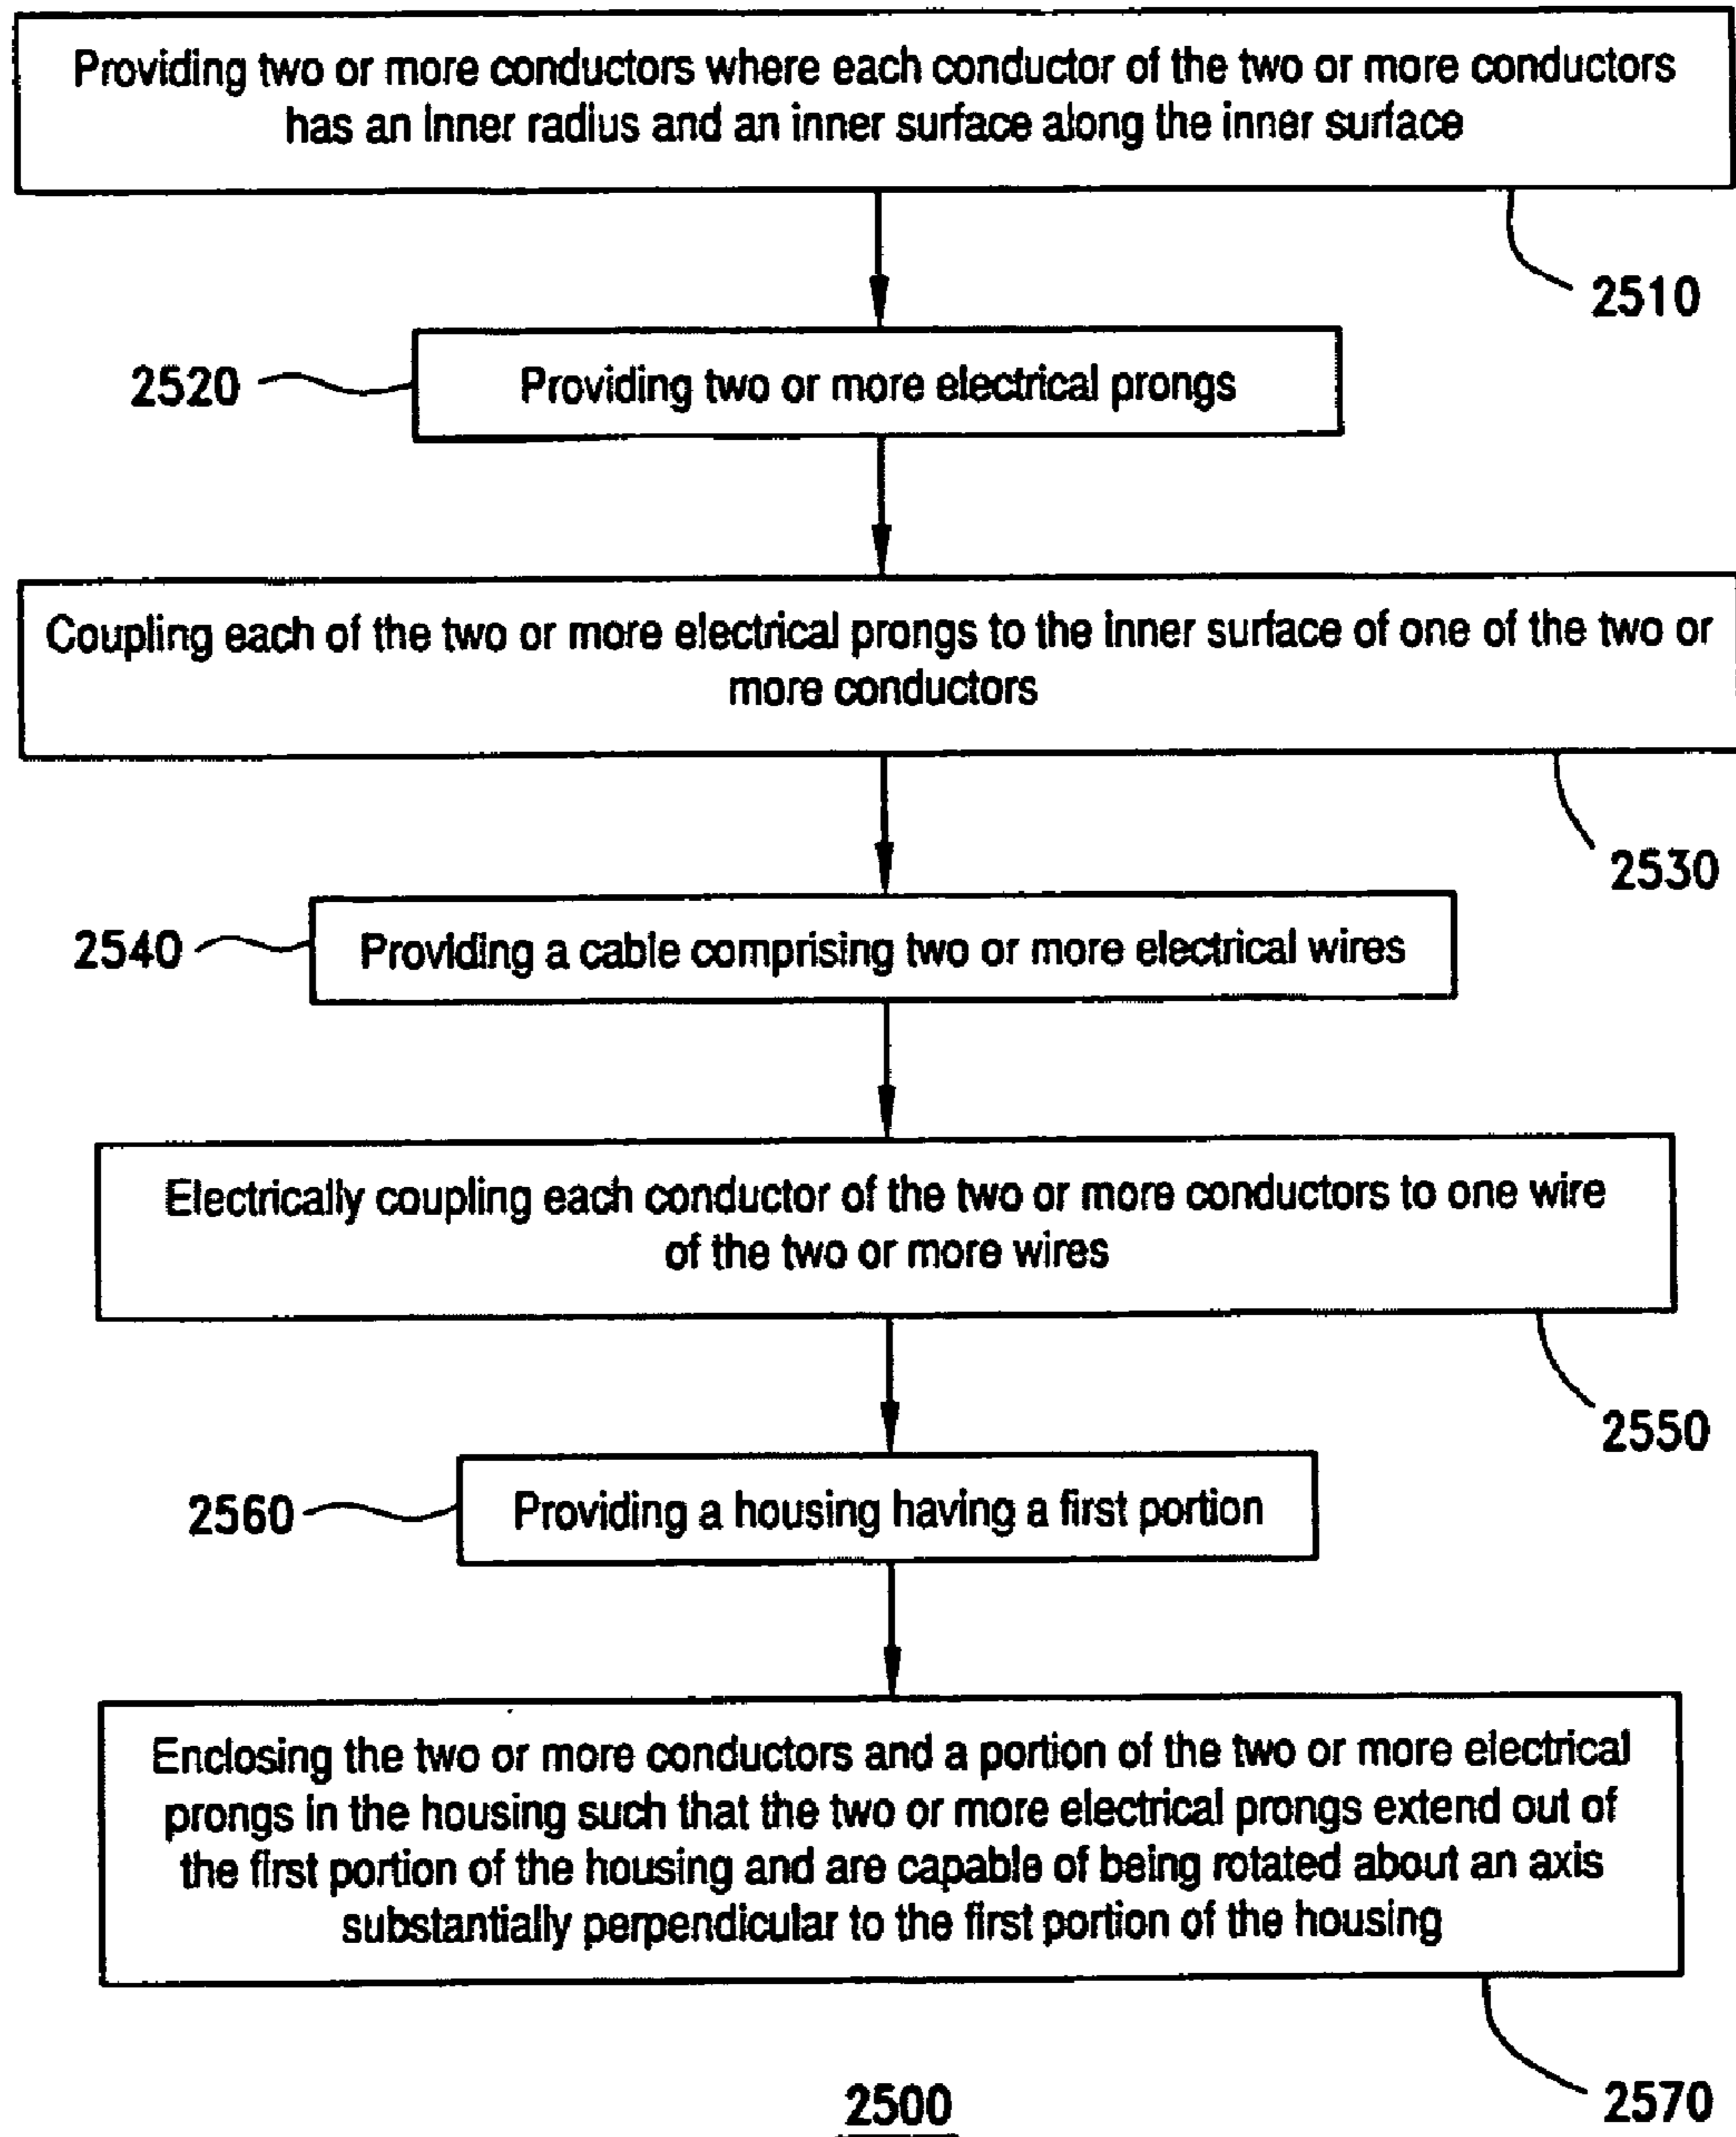 Providing two or more conductors where each conductor of the two or more conductors
has an inner radius and an inner surface along the inner surface
2510
2520
Providing two or more electrical prongs
Coupling each of the two or more electrical prongs to the inner surface of one of the two or
more conductors
2530
2540
Providing a cable comprising two or more electrical wires
Electrically coupling each conductor of the two or more conductors to one wire
of the two or more wires
2550
2560
Providing a housing having a first portion
Enclosing the two or more conductors and a portion of the two or more electrical
prongs in the housing such that the two or more electrical prongs extend out of
the first portion of the housing and are capable of being rotated about an axis
substantially perpendicular to the first portion of the housing
2570
2500